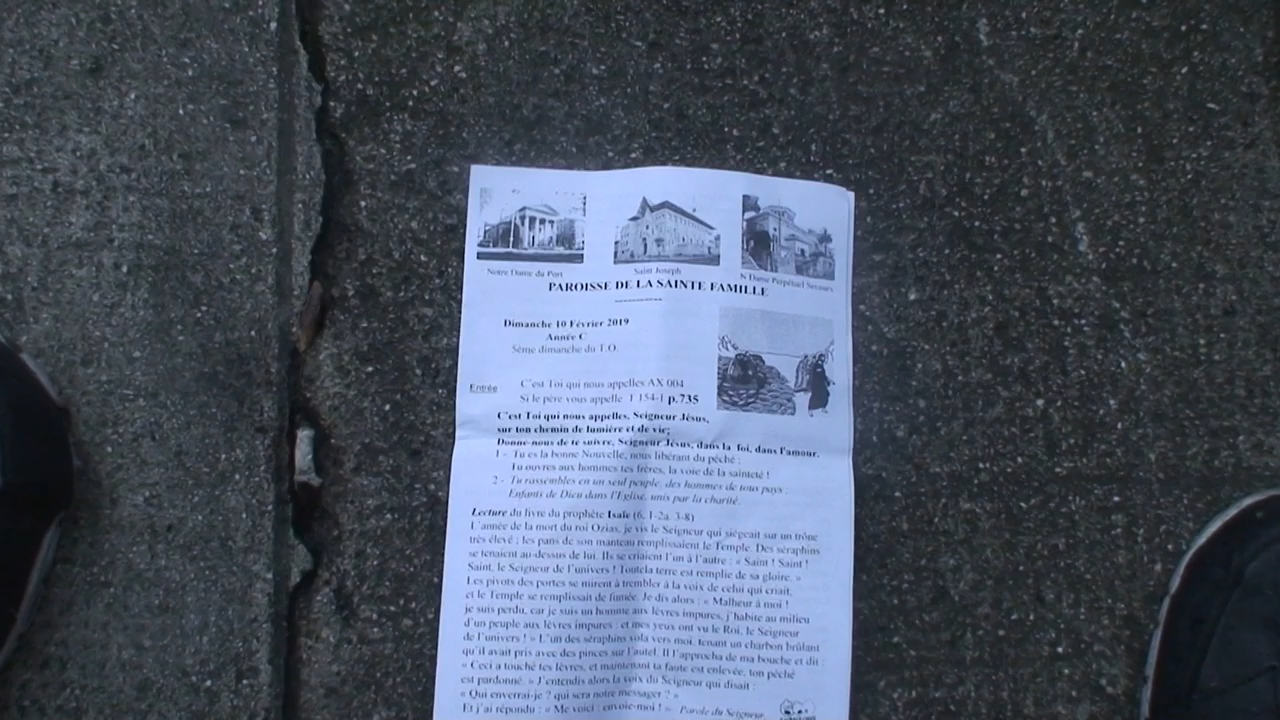 Notre Dame du Port
Saint Joseph
N Dame Perpétuel Secours
PAROISSE DE LA SAINTE FAMILLE
Dimanche 10 Février 2019
Année C
5ème dimanche du T.O.
Entrée
C'est Toi qui nous appelles AX 004
Si le père vous appelle T 154-1 p.735
C'est Toi qui nous appelles, Seigneur Jésus,
sur ton chemin de lumière et de vie;
Donne-nous de te suivre, Seigneur Jésus, dans la foi, dans l'amour.
1 - Tu es la bonne Nouvelle, nous libérant du péché ;
Tu ouvres aux hommes tes frères, la voie de la sainteté !
2 - Tu rassembles en un seul peuple, des hommes de tous pays ;
Enfants de Dieu dans l'Eglise, unis par la charité.
Lecture du livre du prophète Isaïe (6, 1-2a. 3-8)
L'année de la mort du roi Ozias, je vis le Seigneur qui siégeait sur un trône
très élevé ; les pans de son manteau remplissaient le Temple. Des séraphins
se tenaient au-dessus de lui. Ils se criaient l'un à l'autre : « Saint ! Saint !
Saint, le Seigneur de l'univers ! Toute la terre est remplie de sa gloire. »
Les pivots des portes se mirent à trembler à la voix de celui qui criait,
et le Temple se remplissait de fumée. Je dis alors : « Malheur à moi !
je suis perdu, car je suis un homme aux lèvres impures, j'habite au milieu
d'un peuple aux lèvres impures : et mes yeux ont vu le Roi, le Seigneur
de l'univers ! » L'un des séraphins vola vers moi, tenant un charbon brûlant
qu'il avait pris avec des pinces sur l'autel. Il l'approcha de ma bouche et dit :
« Ceci a touché tes lèvres, et maintenant ta faute est enlevée, ton péché
est pardonné. » J'entendis alors la voix du Seigneur qui disait :
« Qui enverrai-je ? qui sera notre messager ? »
Et j'ai répondu : « Me voici : envoie-moi ! » Parole du Seigneur